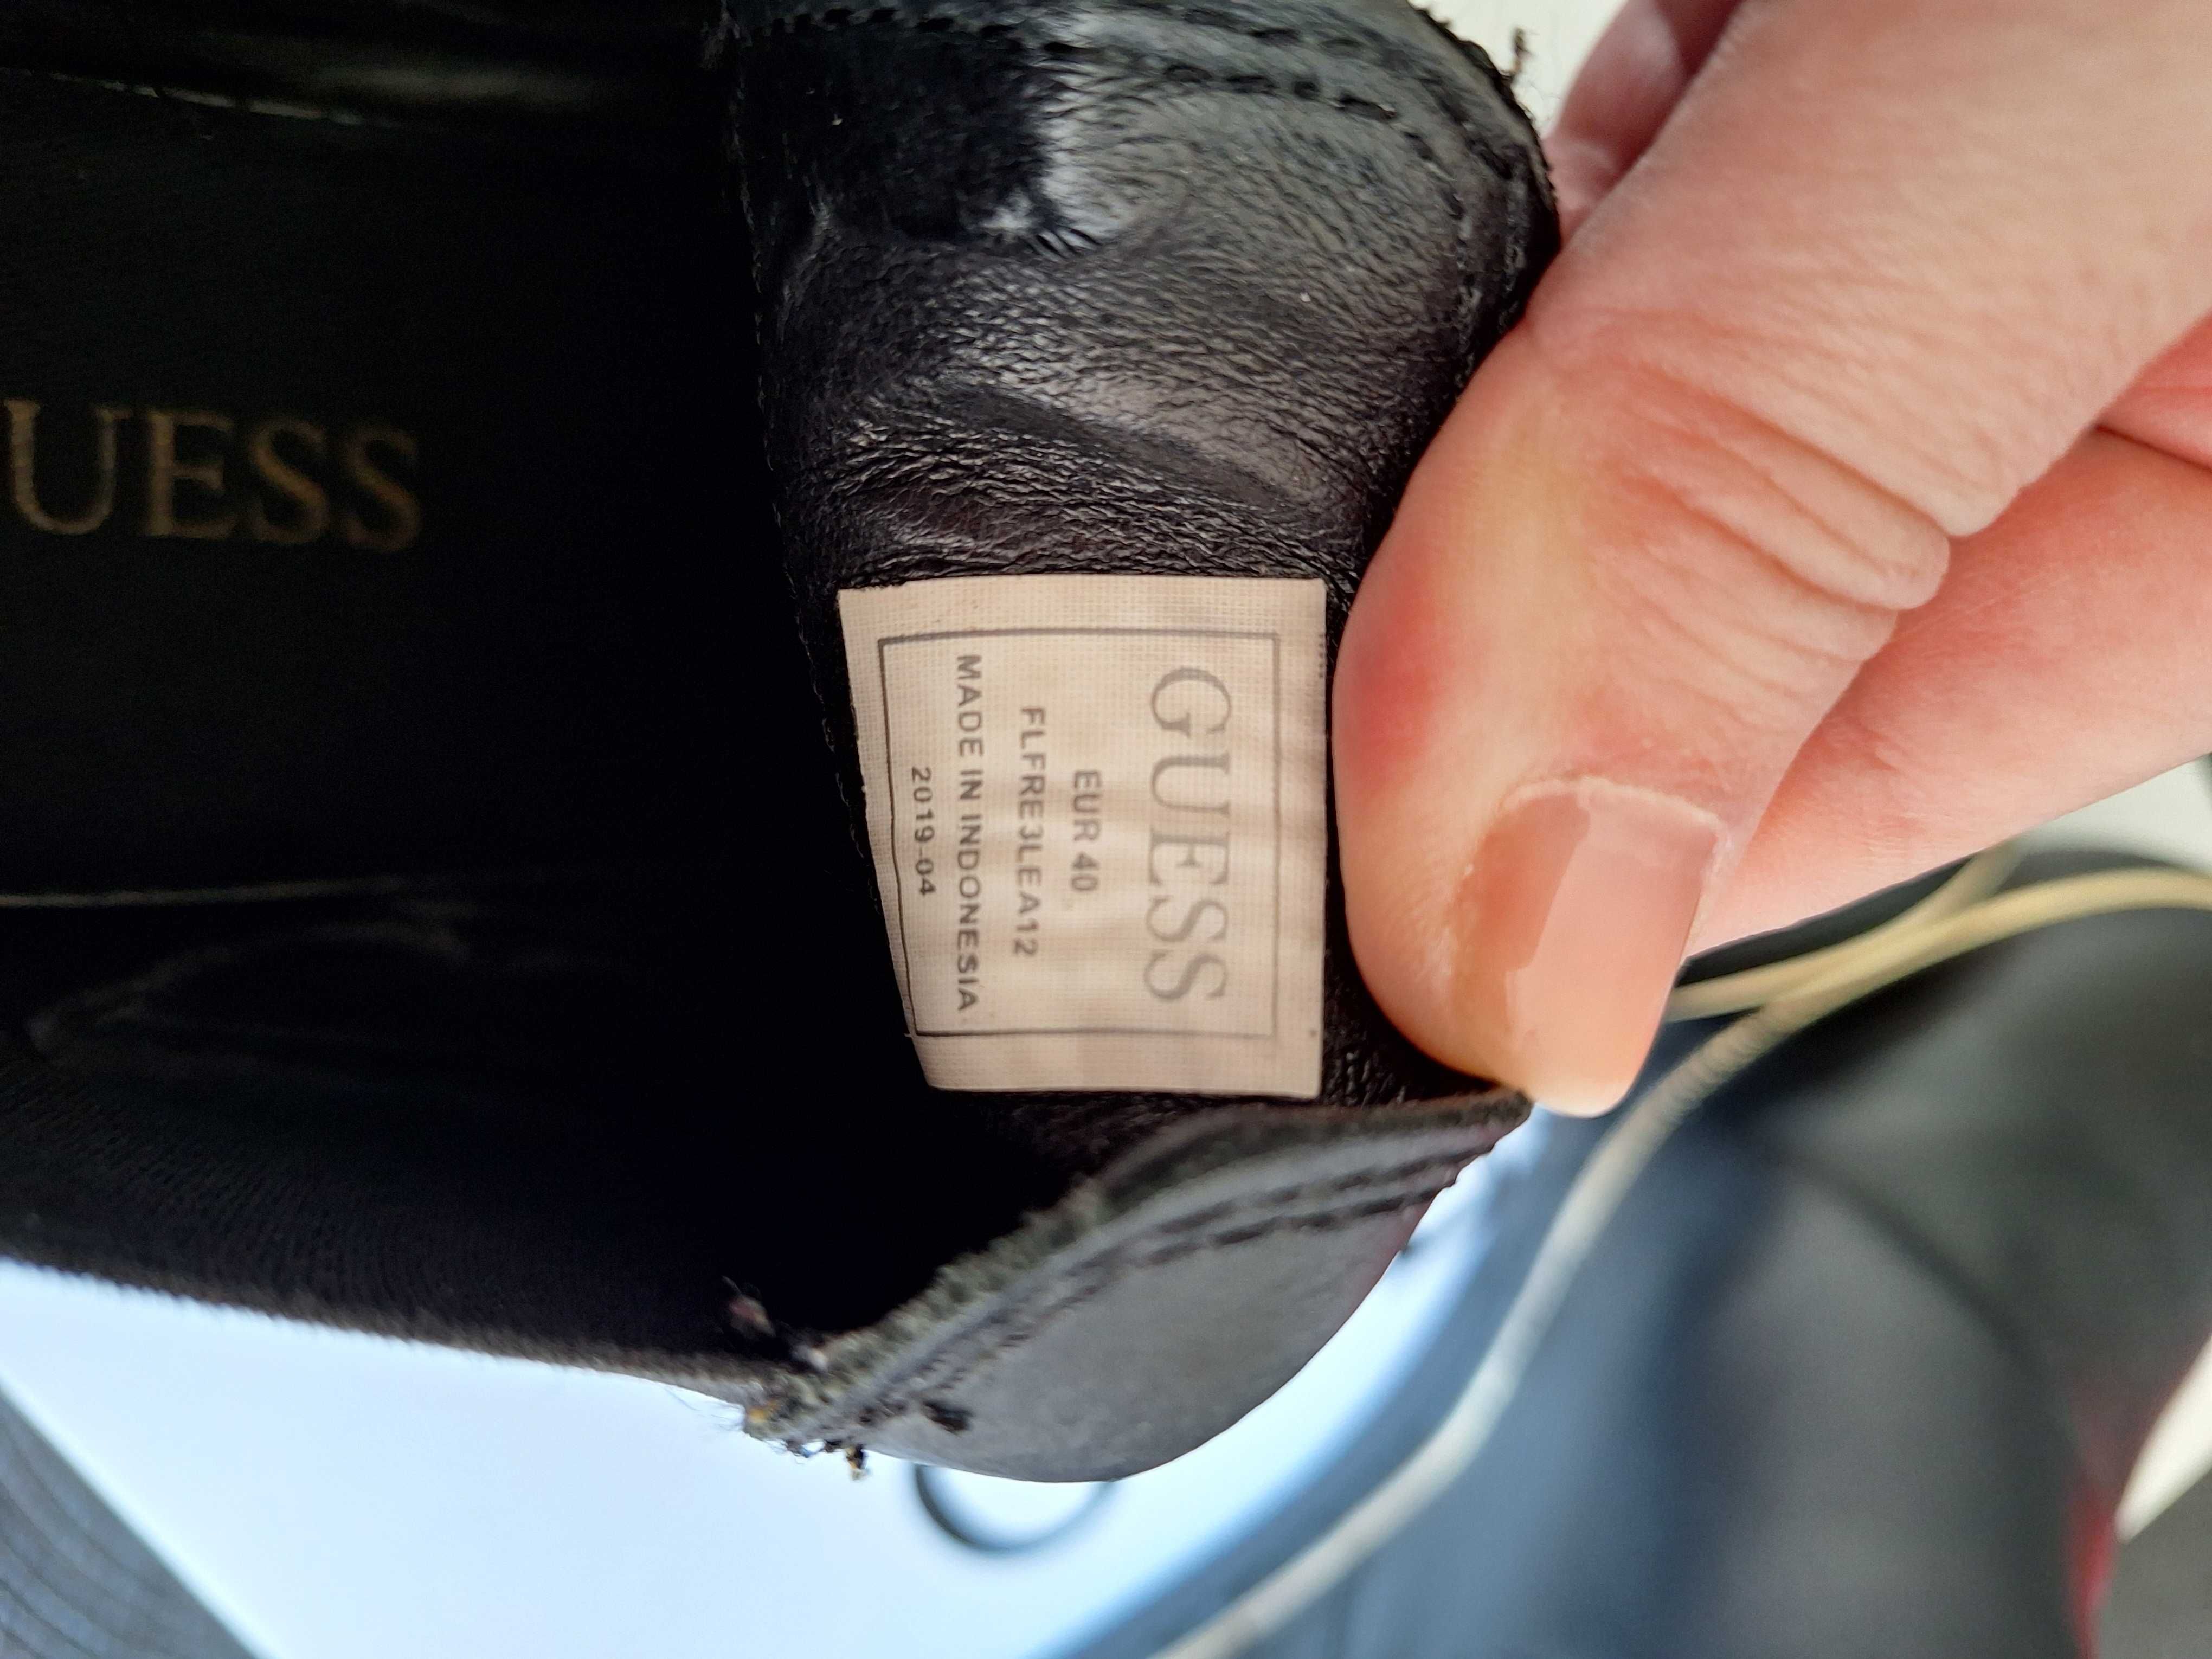 UESS
GUESS
EUR 40
FLFRE3LEA12
MADE IN INDONESIA
2019-04